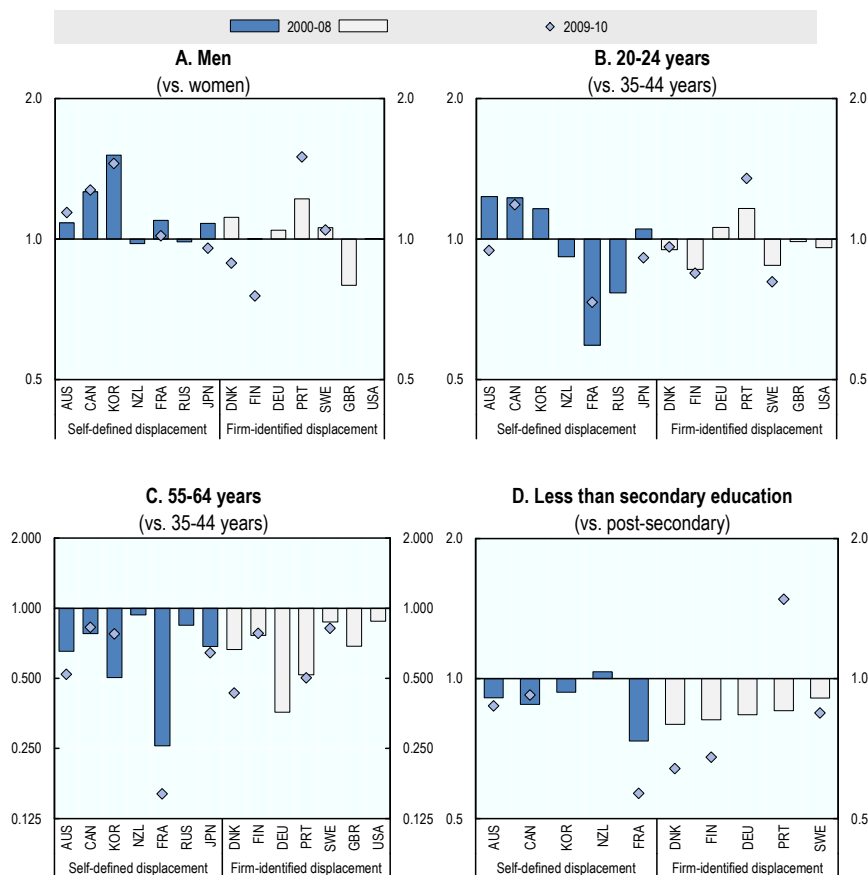 2000-08 2009-10
A. Men
(vs. women)
2.0 2.0
1.0 1.0
0.5 0.5
AUS CAN KOR NZL FRA RUS JPN DNK FIN DEU PRT SWE GBR USA
Self-defined displacement Firm-identified displacement
B. 20-24 years
(vs. 35-44 years)
2.0
1.0
0.5
AUS CAN KOR NZL FRA RUS JPN DNK FIN DEU PRT SWE GBR USA
Self-defined displacement Firm-identified displacement
C. 55-64 years
(vs. 35-44 years)
2.000 2.000
1.000 1.000
0.500 0.500
0.250 0.250
0.125 0.125
AUS CAN KOR NZL FRA RUS JPN DNK FIN DEU PRT SWE GBR USA
Self-defined displacement Firm-identified displacement
D. Less than secondary education
(vs. post-secondary)
2.0 2.0
1.0 1.0
0.5 0.5
AUS CAN KOR NZL FRA DNK FIN DEU PRT SWE
Self-defined displacement Firm-identified displacement